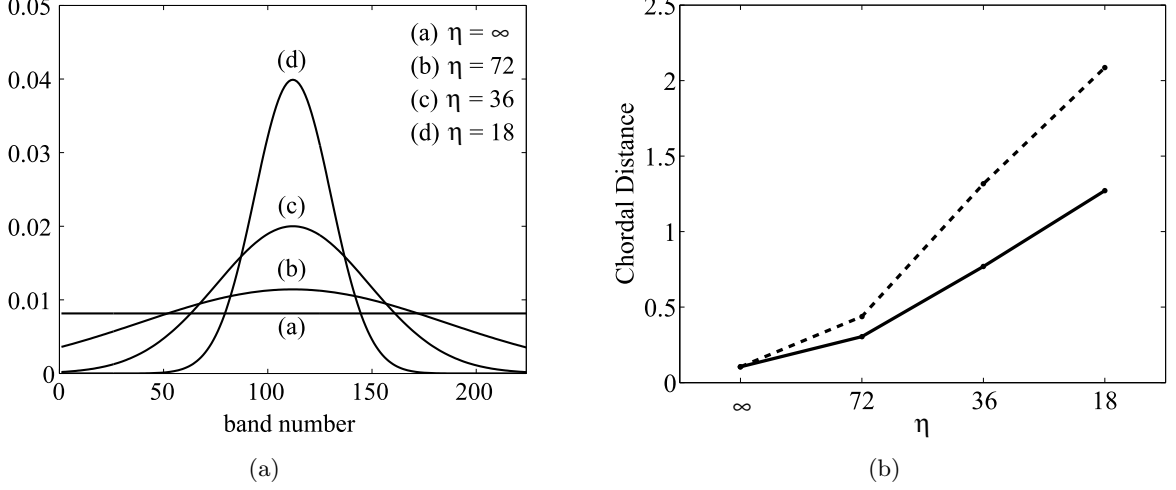 0.05
0.04
0.03
0.02
0.01
0
0
50
100
150
200
band number
(a) η = ∞
(b) η = 72
(c) η = 36
(d) η = 18
(d)
(c)
(b)
(a)
(a)
2.5
2
1.5
1
0.5
0
Chordal Distance
∞
72
36
18
η
(b)